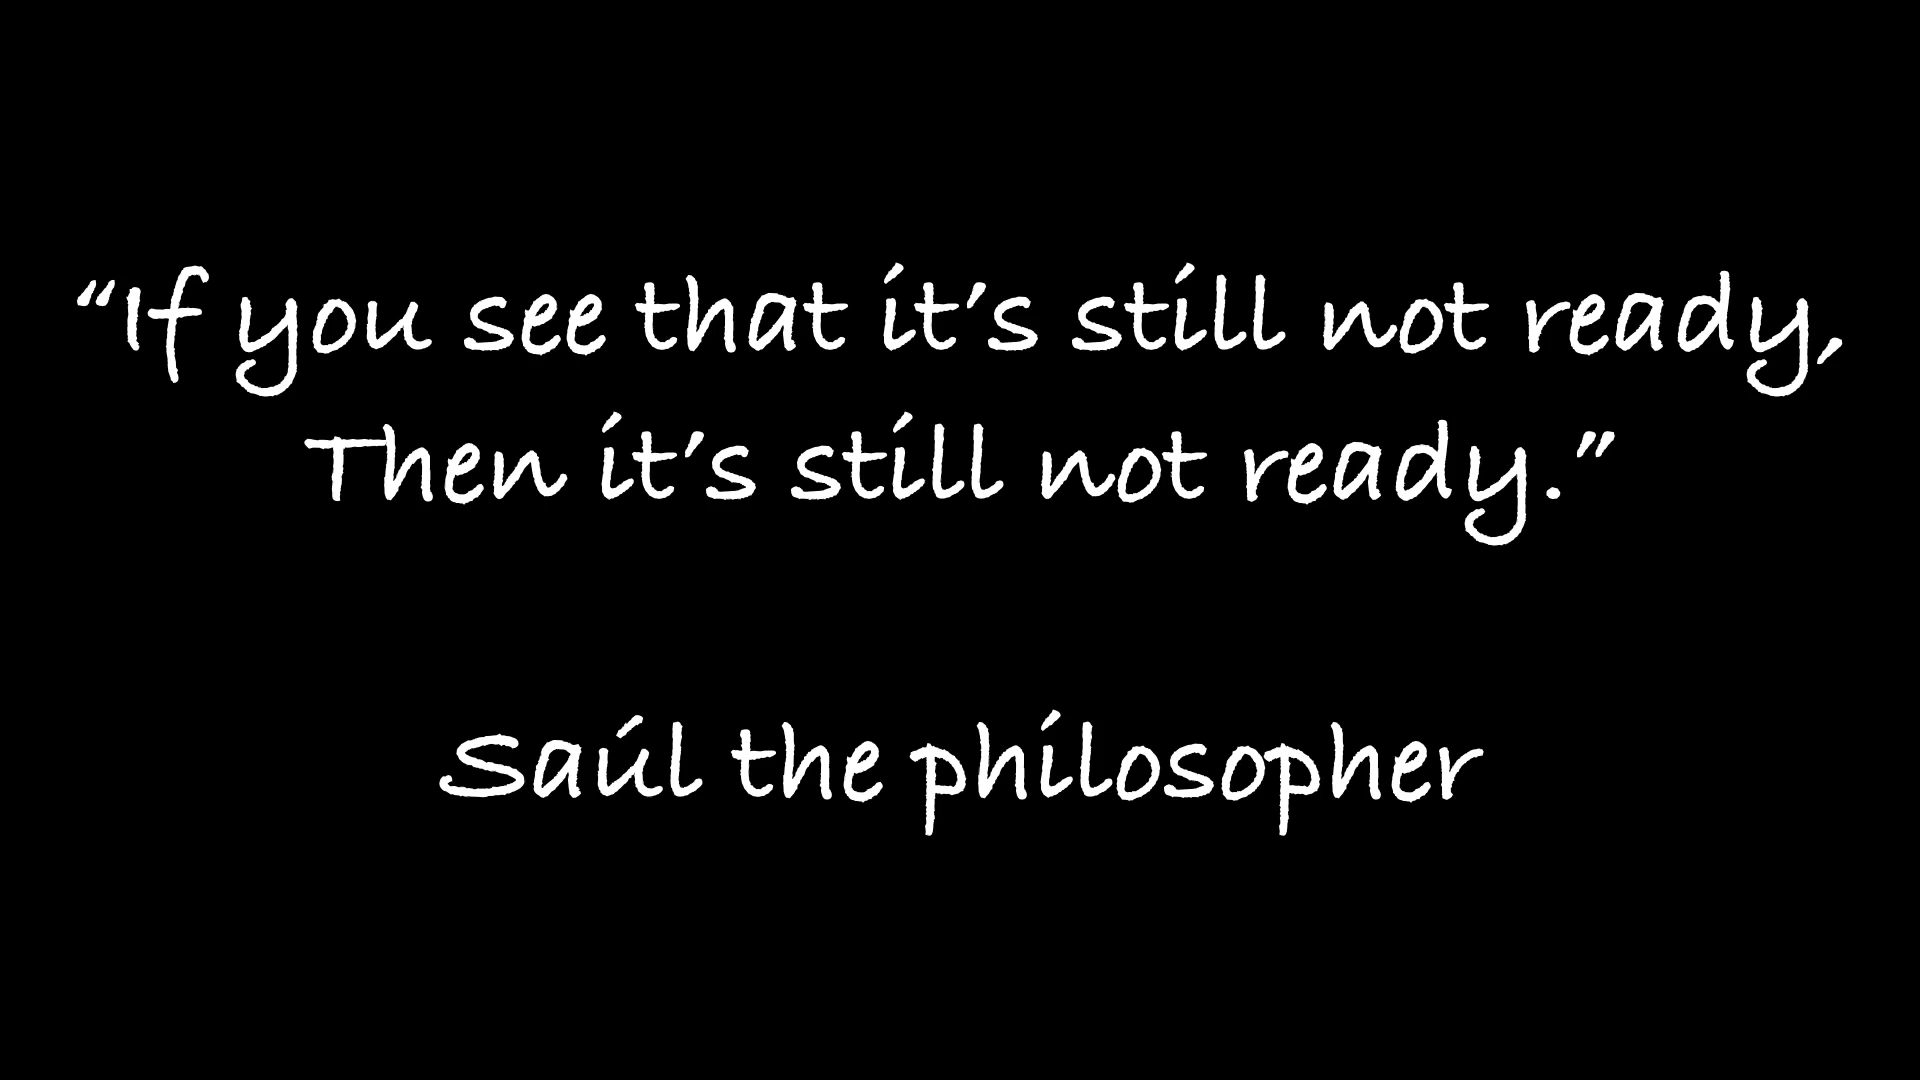 “If you see that it’s still not ready,
Then it’s still not ready.”
Saúl the philosopher